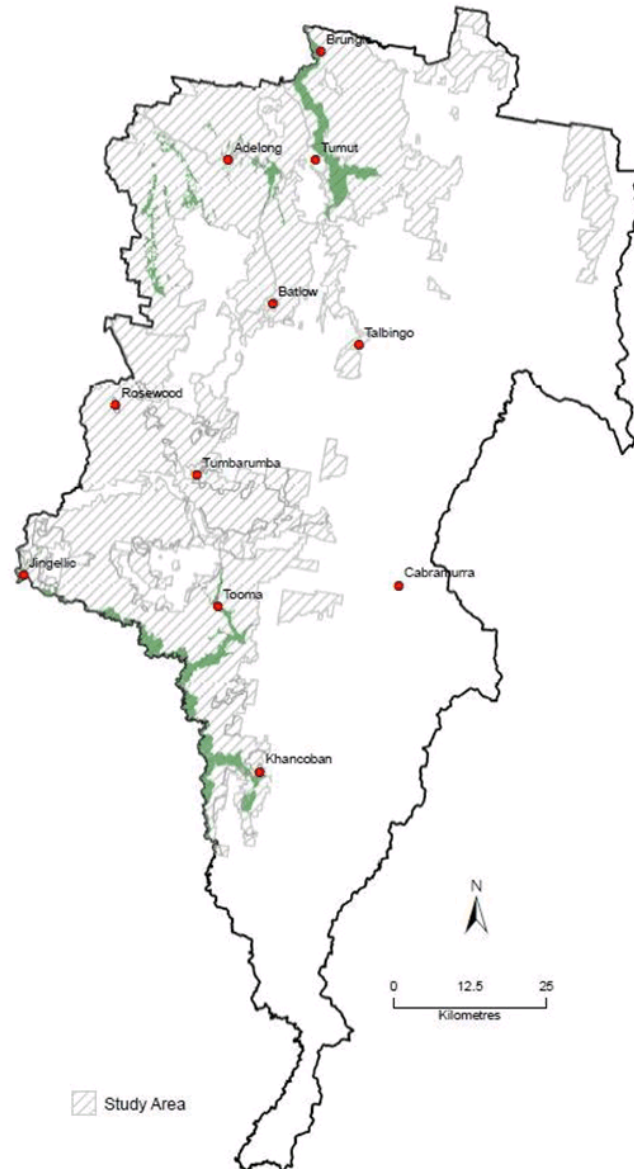 Brungle
Adelong
Tumut
Batlow
Talbingo
Rosewood
Tumbarumba
Jingellic
Cabramurra
Tooma
Khancoban
N
0 12.5 25
Kilometres
Study Area